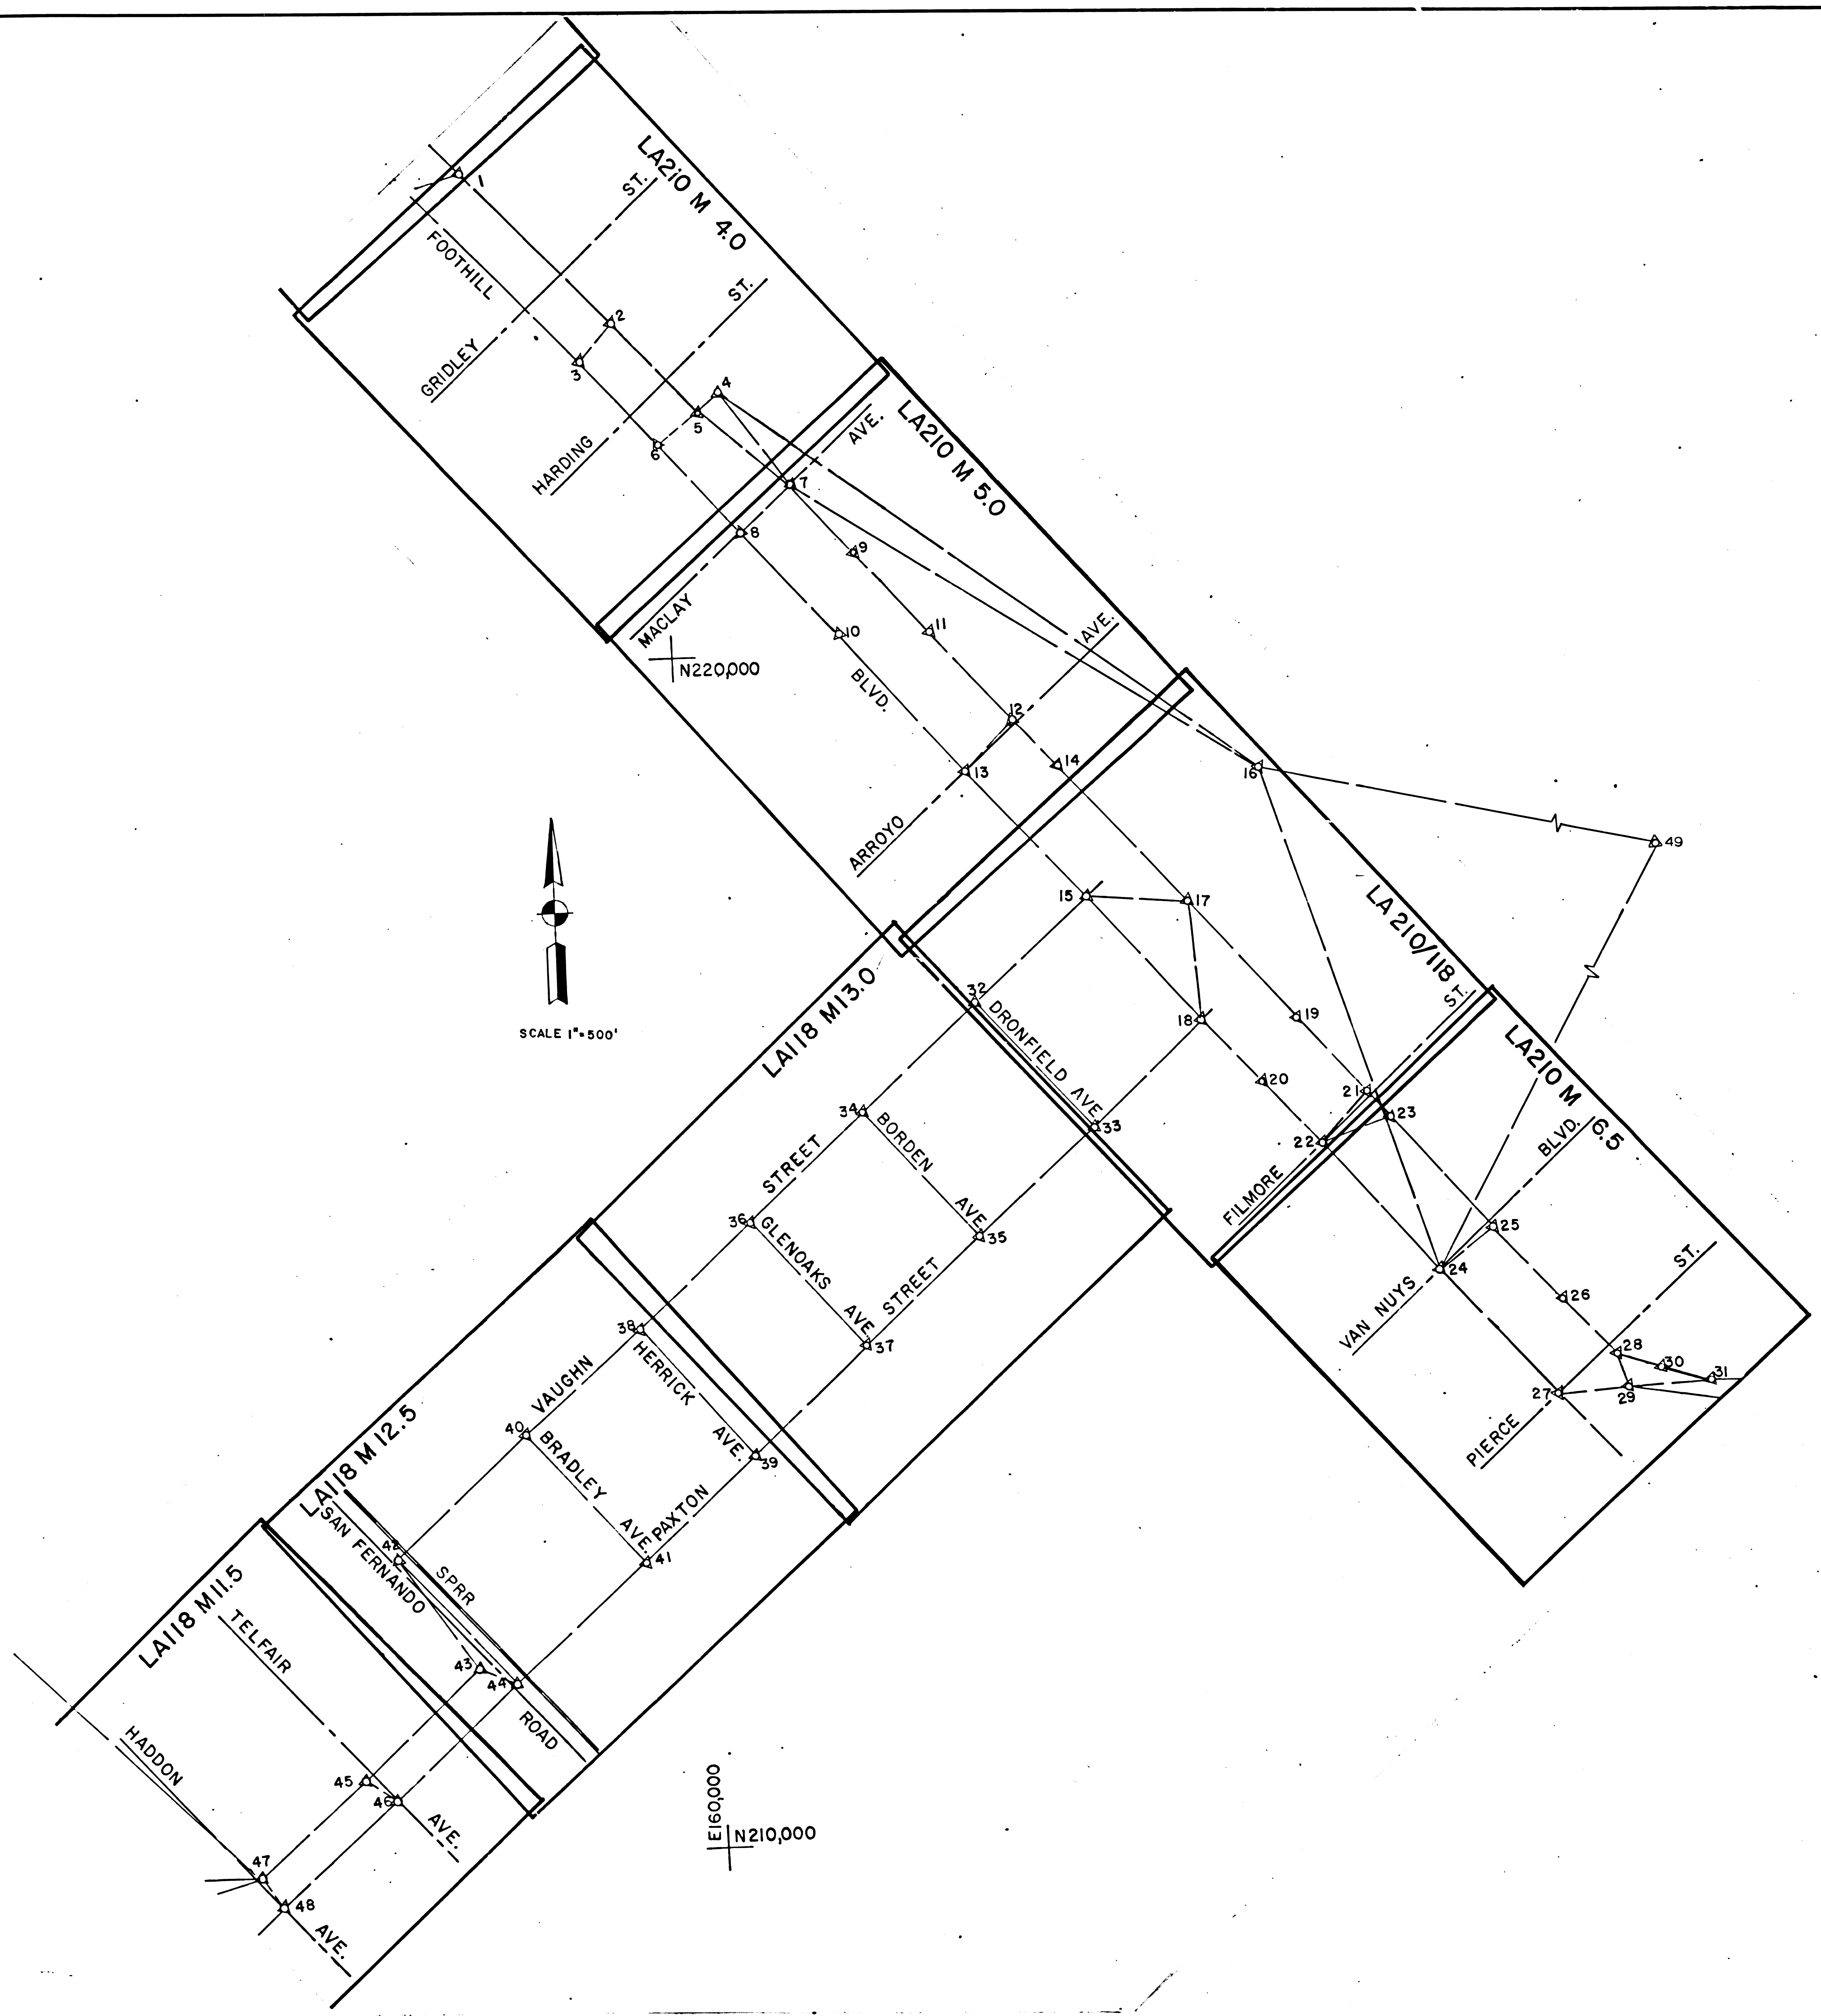 LA210 M 4.0
ST.
1
FOOTHILL
ST.
2
GRIDLEY
3
4
5
AVE.
LA210 M 5.0
HARDING
6
7
8
9
MACLAY
10
11
AVE.
N220,000
BLVD.
12
13
14
16
ARROYO
49
15
17
LA 210/118
ST.
LA118 M13.0
32
DRONFIELD AVE.
18
19
SCALE 1"=500'
LA210 M 6.5
20
21
23
34
BORDEN AVE.
33
22
BLVD.
STREET
FILMORE
36
GLENOAKS AVE.
35
25
STREET
24
ST.
VAN NUYS
26
38
HERRICK AVE.
37
28
30
31
VAUGHN
27
29
LA118 M 12.5
40
BRADLEY AVE.
39
PIERCE
PAXTON
SAN FERNANDO
42
SPRR
41
LA118 M11.5
TELFAIR
43
44
ROAD
HADDON
45
46
AVE.
E160,000
N210,000
47
48
AVE.